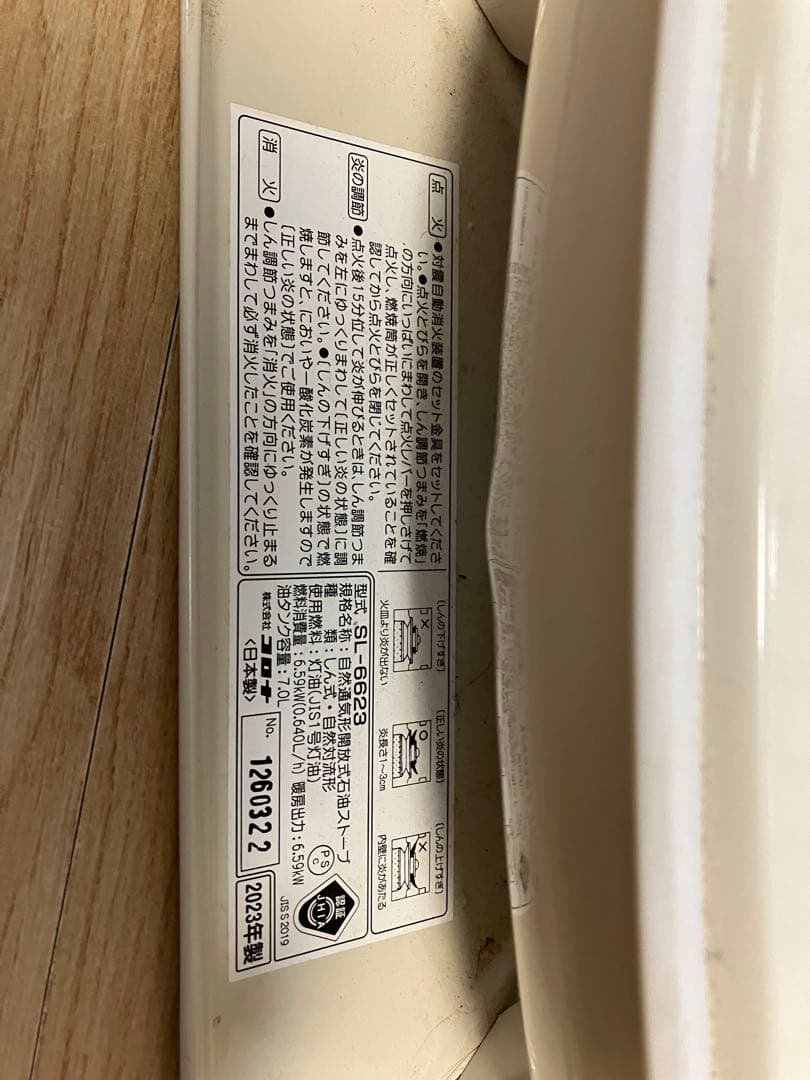 点火
●対震自動消火装置のセット金具をセットしてくださ
い。●点火とびらを開き、しん調節つまみを「燃焼」
の方向にいっぱいにまわして点火レバーを押しさげて
点火し、燃焼筒が正しくセットされていることを確
認してから点火とびらを閉じてください。
炎の調節
●点火後15分位して炎が伸びるときは、しん調節つま
みを左にゆっくりまわして〔正しい炎の状態〕に調
節してください。●〔しんの下げすぎ〕の状態で燃
焼しますと、においや一酸化炭素が発生しますので
〔正しい炎の状態〕でご使用ください。
消火
●しん調節つまみを「消火」の方向にゆっくり止まる
までまわして必ず消火したことを確認してください。
〔しんの下げすぎ〕
火皿より炎が出ない
〔正しい炎の状態〕
炎長さ1〜3cm
〔しんの上げすぎ〕
内壁に炎があたる
型式 SL-6623
規格名称:自然通気形開放式石油ストーブ
種類:しん式・自然対流形
使用燃料:灯油(JIS1号灯油)
燃料消費量:6.59kW(0.640L/h) 暖房出力:6.59kW
油タンク容量:7.0L
PS
C
認証
JHIA
JIS S 2019
株式会社コロナ
<日本製>
No. 1260322
2023年製